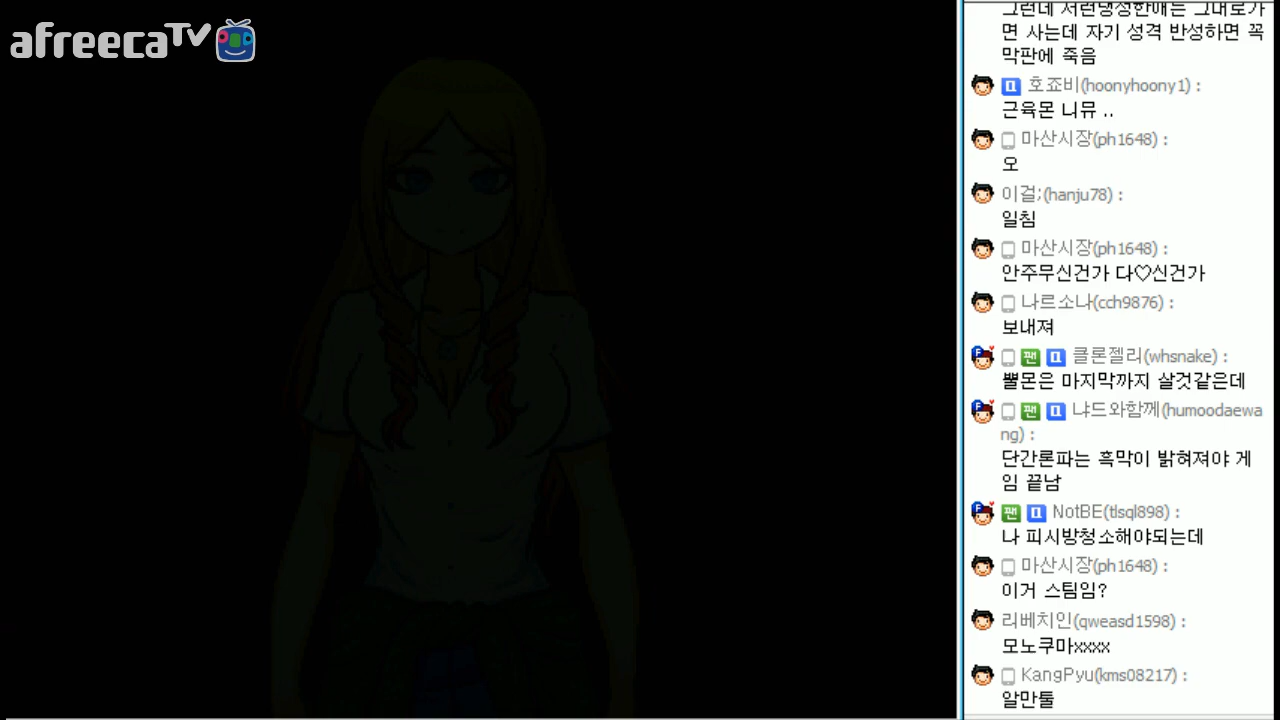 afreecaTV
그런데 저런냉성한애는 그대로가
면 사는데 자기 성격 반성하면 꼭
막판에 죽음
호죠비(hoonyhoony1) :
근육몬 니뮤 ..
마산시장(ph1648) :
오
이걸;(hanju78) :
일침
마산시장(ph1648) :
안주무신건가 다♡신건가
나르소나(cch9876) :
보내져
팬 클론젤리(whsnake) :
뿔몬은 마지막까지 살것같은데
팬 냐드와함께(humoodaewa
ng) :
단간론파는 흑막이 밝혀져야 게
임 끝남
팬 NotBE(tlsql898) :
나 피시방청소해야되는데
마산시장(ph1648) :
이거 스팀임?
리베치인(qweasd1598) :
모노쿠마xxxx
KangPyu(kms08217) :
알만툴